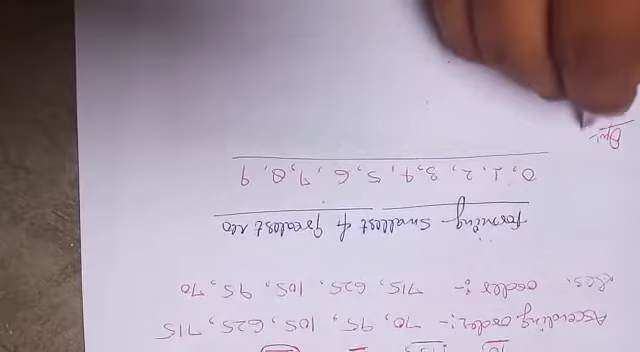 Ascending order:- 70, 95, 105, 625, 715
Des. order:- 715, 625, 105, 95, 70
Forming Smallest & Greatest no
0, 1, 2, 3, 4, 5, 6, 7, 8, 9
Qu:-